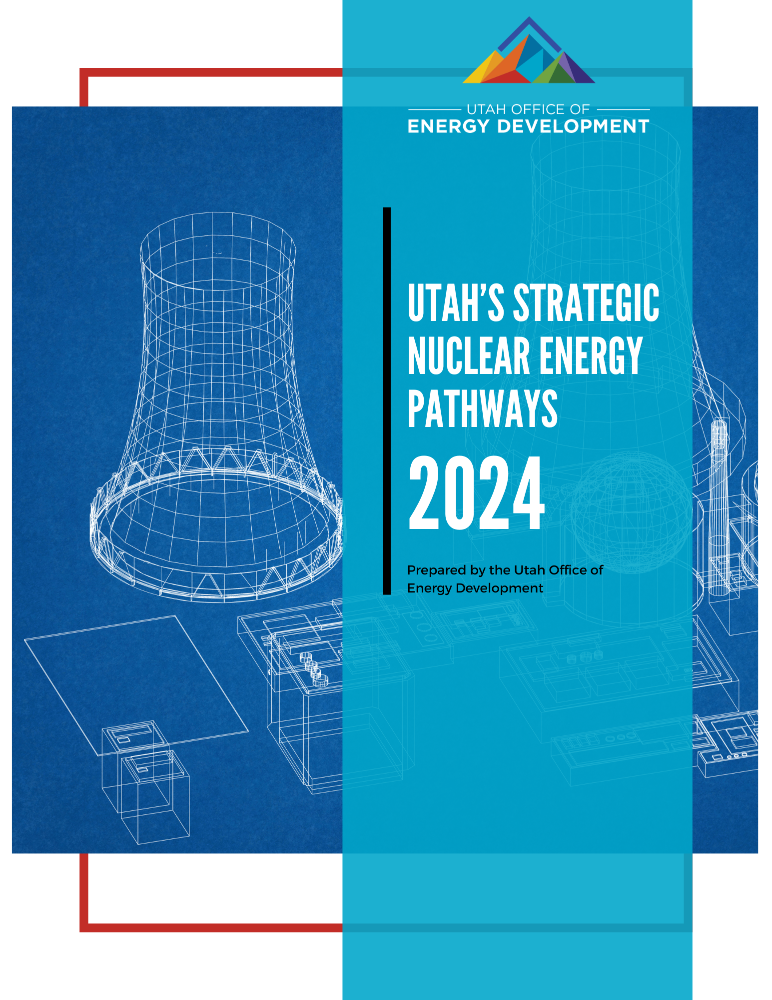 UTAH OFFICE OF
ENERGY DEVELOPMENT
UTAH’S STRATEGIC
NUCLEAR ENERGY
PATHWAYS
2024
Prepared by the Utah Office of
Energy Development